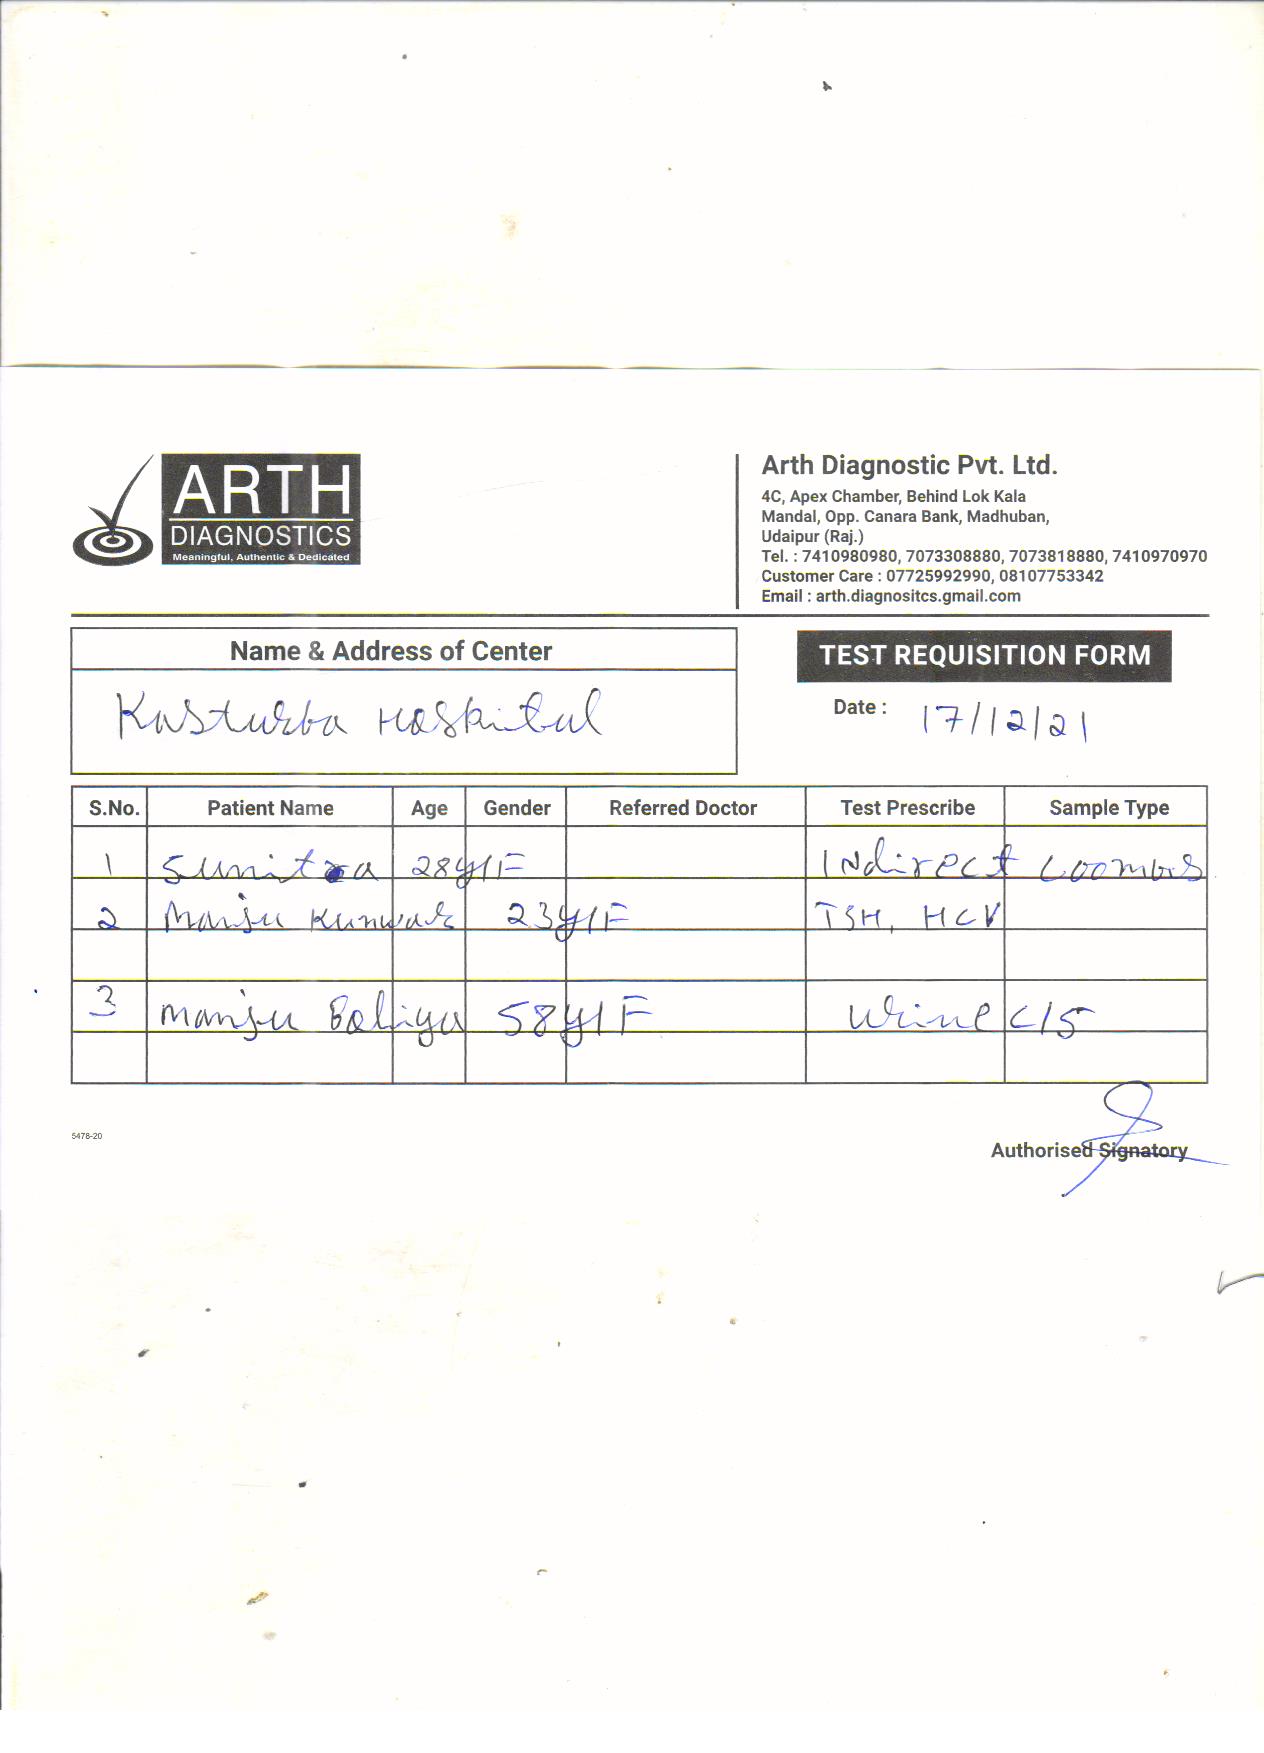 ARTH
DIAGNOSTICS
Meaningful, Authentic & Dedicated
Arth Diagnostic Pvt. Ltd.
4C, Apex Chamber, Behind Lok Kala
Mandal, Opp. Canara Bank, Madhuban,
Udaipur (Raj.)
Tel. : 7410980980, 7073308880, 7073818880, 7410970970
Customer Care : 07725992990, 08107753342
Email : arth.diagnositcs.gmail.com
Name & Address of Center
Kasturba Hospital
TEST REQUISITION FORM
Date : 17/12/21
S.No. Patient Name Age Gender Referred Doctor Test Prescribe Sample Type
1 Sunita 28y/F Indirect Coombs
2 Manju Kunwar 23y/F TSH, HCV
3 Manju 58y/F Urine C/S
5478-20
Authorised Signatory